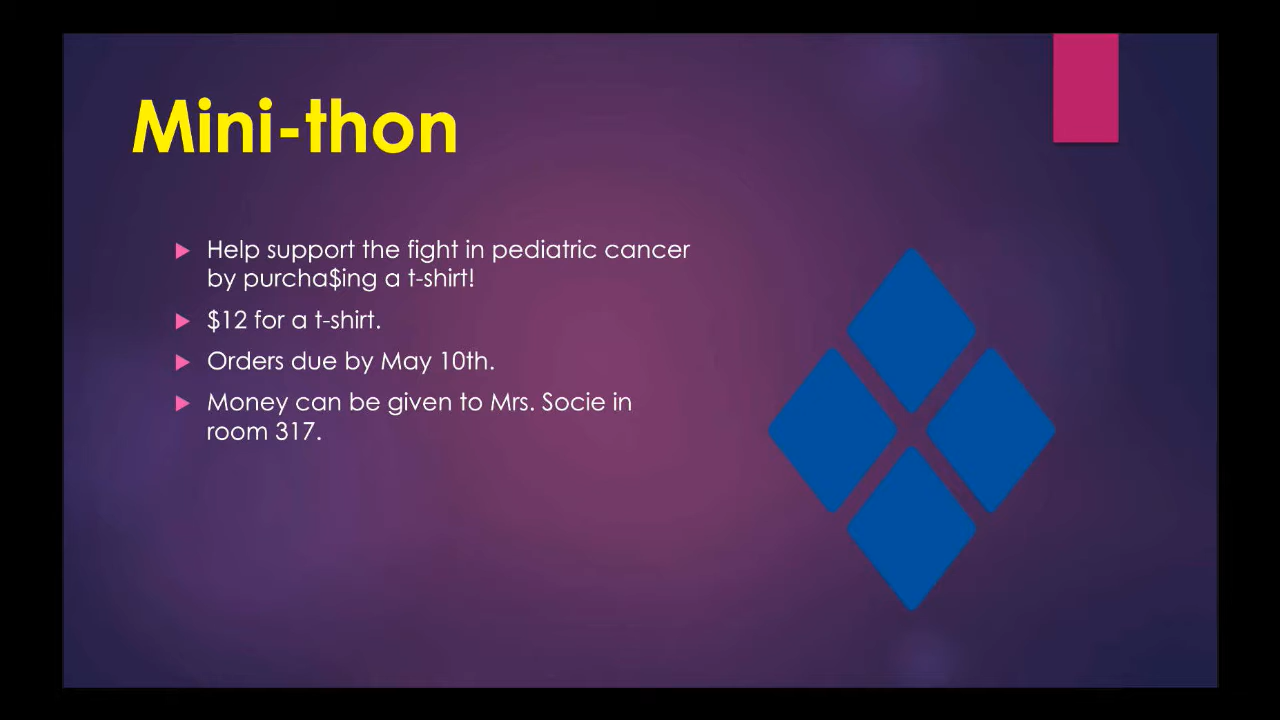 Mini-thon
Help support the fight in pediatric cancer
by purcha$ing a t-shirt!
$12 for a t-shirt.
Orders due by May 10th.
Money can be given to Mrs. Socie in
room 317.